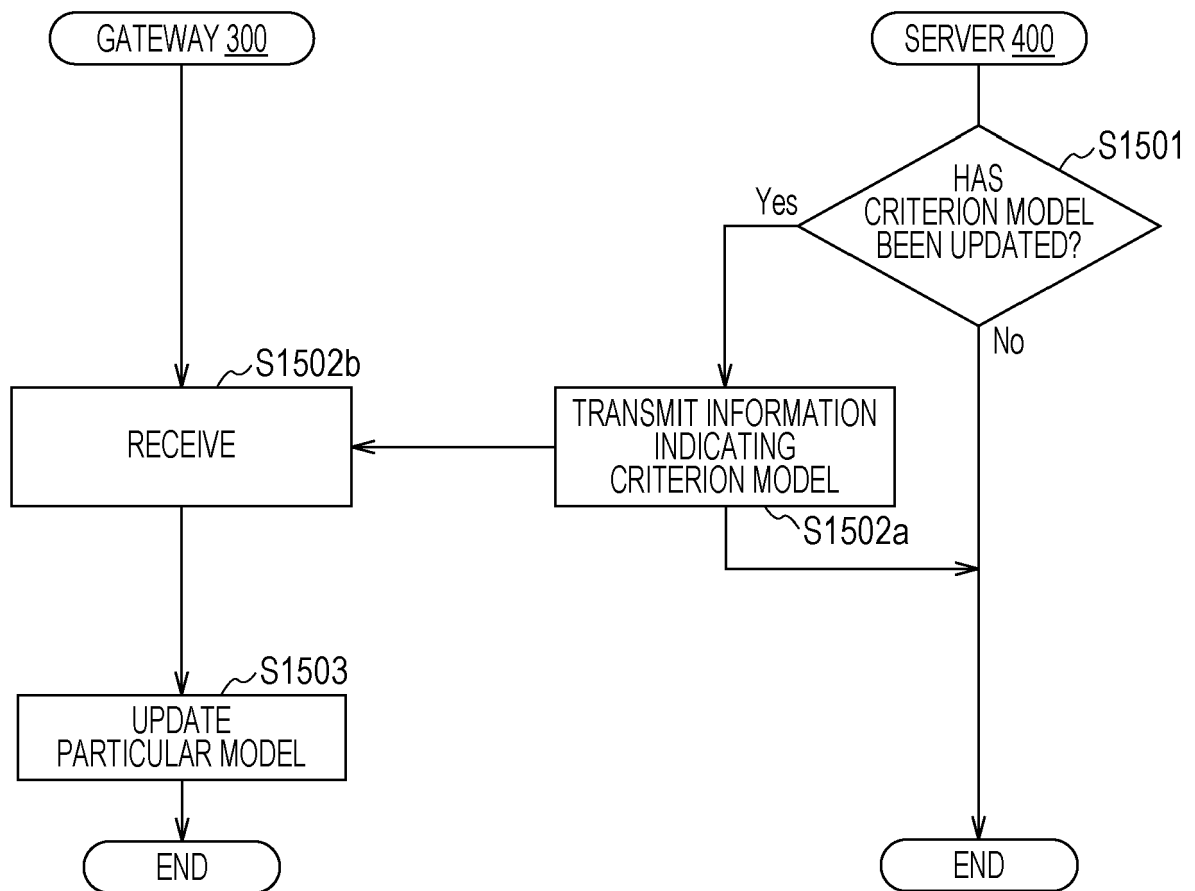 GATEWAY 300
SERVER 400
S1501
HAS
CRITERION MODEL
BEEN UPDATED?
Yes
No
S1502b
RECEIVE
TRANSMIT INFORMATION
INDICATING
CRITERION MODEL
S1502a
S1503
UPDATE
PARTICULAR MODEL
END
END